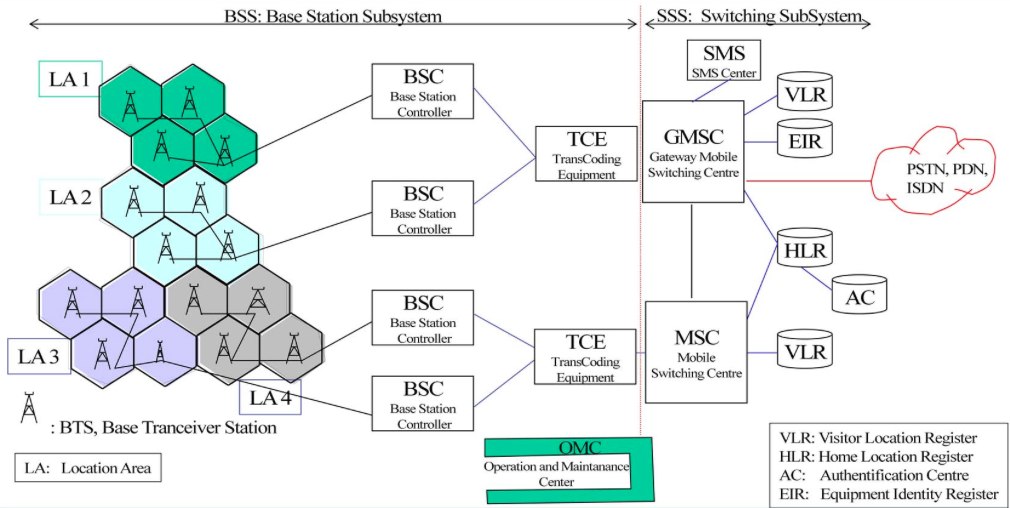 BSS: Base Station Subsystem
SSS: Switching SubSystem
LA 1
BSC
Base Station
Controller
SMS
SMS Center
VLR
TCE
TransCoding
Equipment
GMSC
Gateway Mobile
Switching Centre
EIR
PSTN, PDN,
ISDN
LA 2
BSC
Base Station
Controller
HLR
AC
BSC
Base Station
Controller
LA 3
TCE
TransCoding
Equipment
MSC
Mobile
Switching Centre
VLR
LA 4
BSC
Base Station
Controller
: BTS, Base Tranceiver Station
LA: Location Area
OMC
Operation and Maintanance
Center
VLR: Visitor Location Register
HLR: Home Location Register
AC: Authentification Centre
EIR: Equipment Identity Register